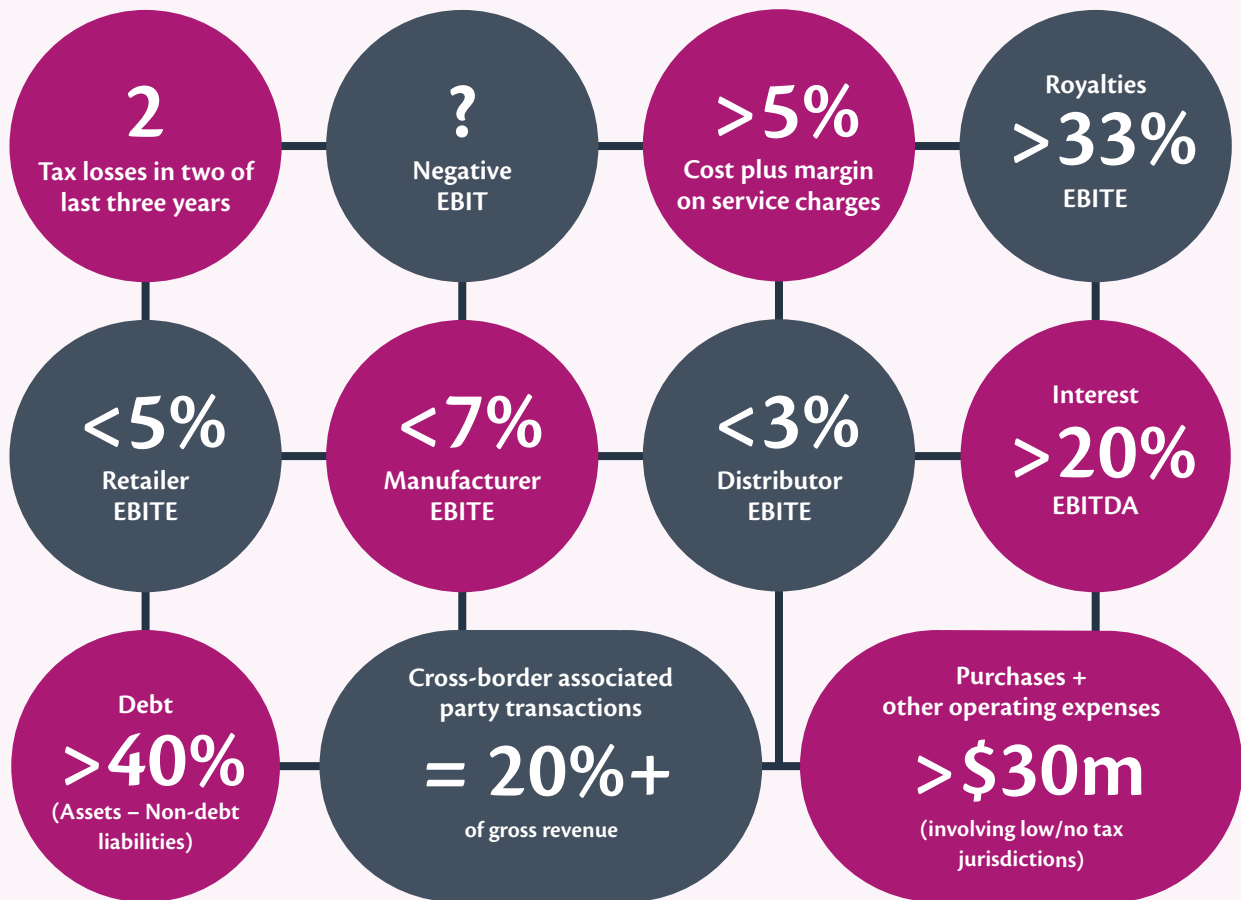 2
Tax losses in two of
last three years
?
Negative
EBIT
>5%
Cost plus margin
on service charges
Royalties
>33%
EBITE
<5%
Retailer
EBITE
<7%
Manufacturer
EBITE
<3%
Distributor
EBITE
Interest
>20%
EBITDA
Debt
>40%
(Assets – Non-debt
liabilities)
Cross-border associated
party transactions
= 20%+
of gross revenue
Purchases +
other operating expenses
>$30m
(involving low/no tax
jurisdictions)